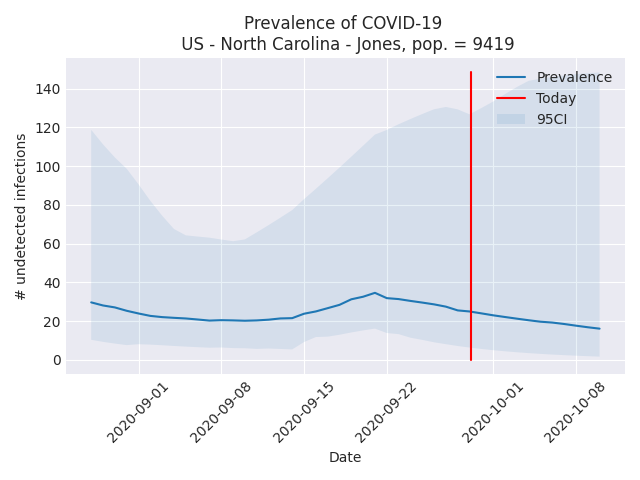 Prevalence of COVID-19
US - North Carolina - Jones, pop. = 9419
# undetected infections
140
120
100
80
60
40
20
0
Prevalence
Today
95CI
2020-09-01
2020-09-08
2020-09-15
2020-09-22
2020-10-01
2020-10-08
Date